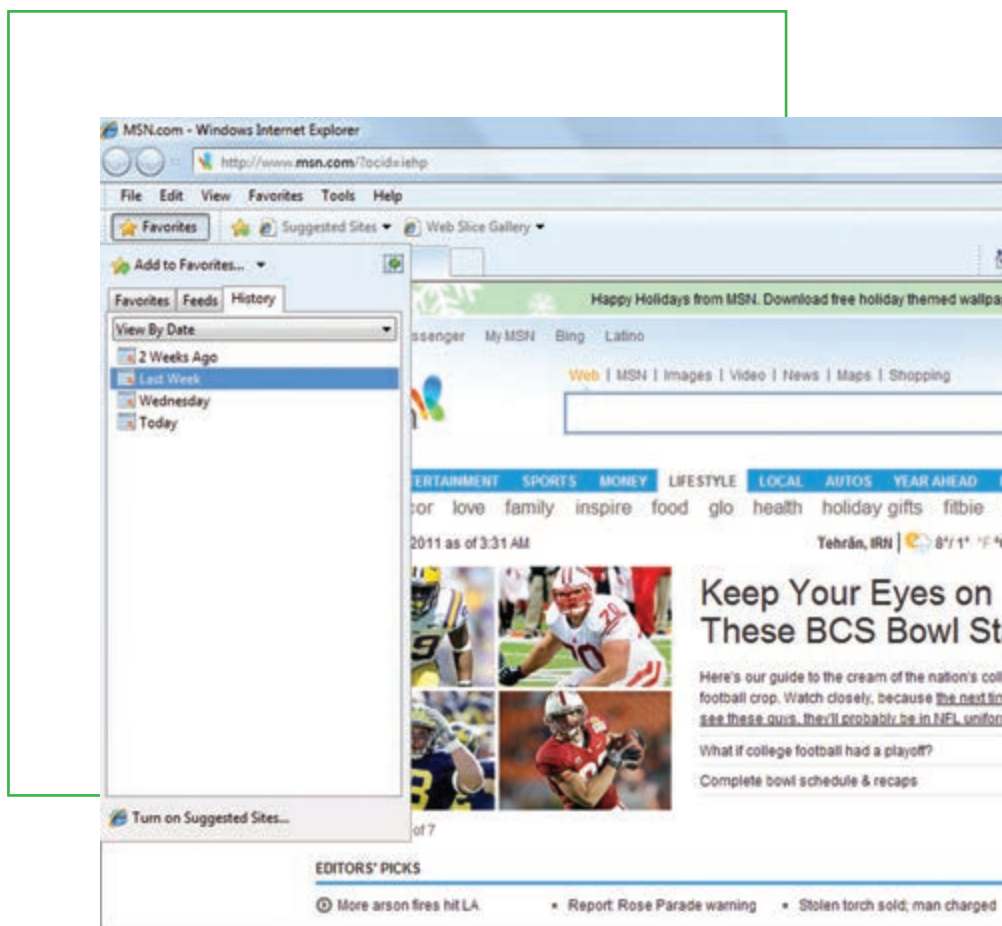 MSN.com - Windows Internet Explorer
http://www.msn.com/?ocid=iehp
File Edit View Favorites Tools Help
Favorites Suggested Sites Web Slice Gallery
Add to Favorites...
Favorites Feeds History
View By Date
2 Weeks Ago
Last Week
Wednesday
Today
Turn on Suggested Sites...
Happy Holidays from MSN. Download free holiday themed wallpa
ssenger My MSN Bing Latino
Web | MSN | Images | Video | News | Maps | Shopping
ERTAINMENT SPORTS MONEY LIFESTYLE LOCAL AUTOS YEAR AHEAD
cor love family inspire food glo health holiday gifts fitbie
2011 as of 3:31 AM
Tehrān, IRN | 8°/ 1° °F
Keep Your Eyes on
These BCS Bowl St
Here's our guide to the cream of the nation's coll
football crop. Watch closely, because the next tim
see these guys, they'll probably be in NFL uniform
What if college football had a playoff?
Complete bowl schedule & recaps
of 7
EDITORS' PICKS
More arson fires hit LA
Report: Rose Parade warning
Stolen torch sold; man charged